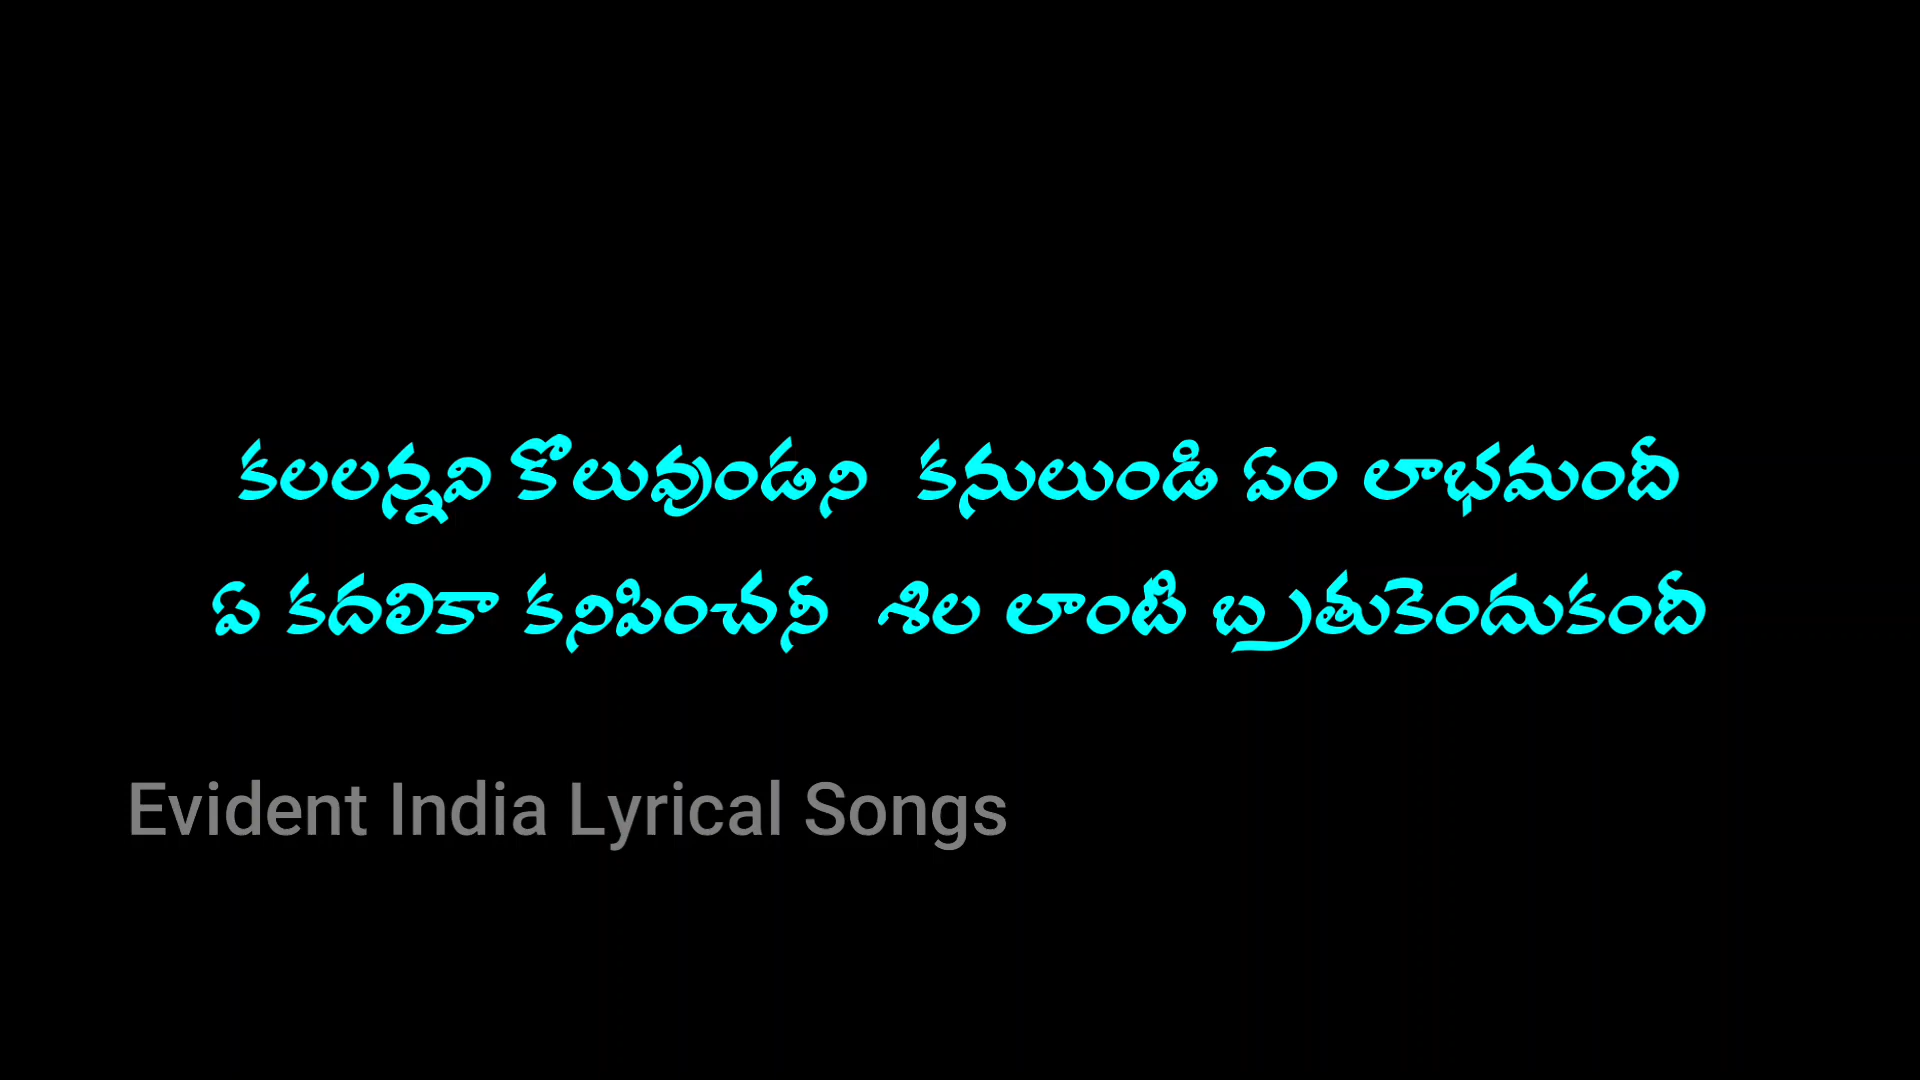 కలలన్నవి కొలువుండని కనులుండి ఏం లాభమందీ
ఏ కదలికా కనిపించనీ శిల లాంటి బ్రతుకెందుకందీ
Evident India Lyrical Songs